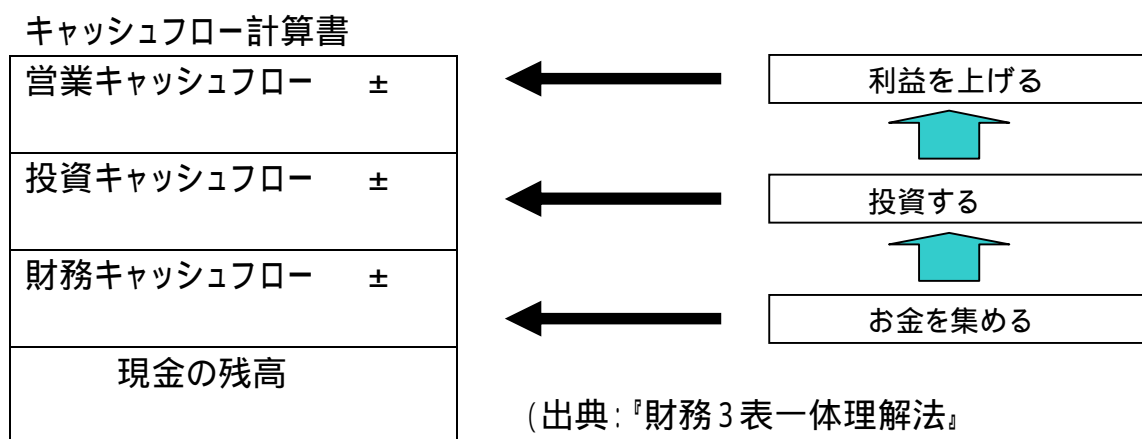 キャッシュフロー計算書
営業キャッシュフロー ±
利益を上げる
投資キャッシュフロー ±
投資する
財務キャッシュフロー ±
お金を集める
現金の残高
(出典:『財務3表一体理解法』